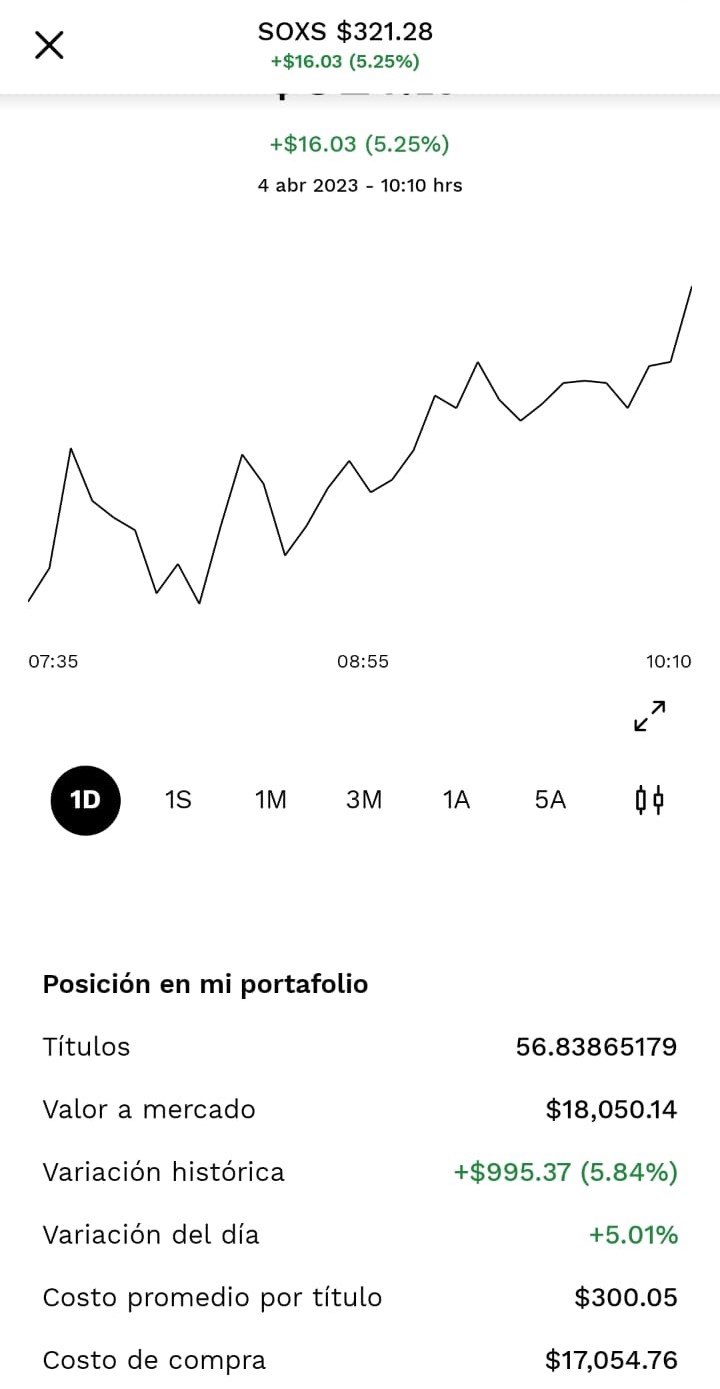 SOXS $321.28
+$16.03 (5.25%)
+$16.03 (5.25%)
4 abr 2023 - 10:10 hrs
07:35 08:55 10:10
1D 1S 1M 3M 1A 5A
Posición en mi portafolio
Títulos 56.83865179
Valor a mercado $18,050.14
Variación histórica +$995.37 (5.84%)
Variación del día +5.01%
Costo promedio por título $300.05
Costo de compra $17,054.76